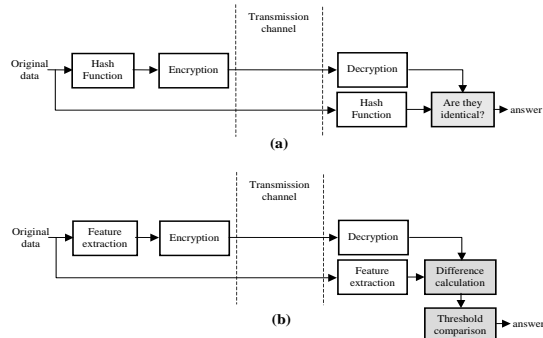 Transmission
channel
Original
data
Hash
Function
Encryption
Decryption
Hash
Function
Are they
identical?
answer
(a)
Transmission
channel
Original
data
Feature
extraction
Encryption
Decryption
Feature
extraction
Difference
calculation
Threshold
comparison
answer
(b)